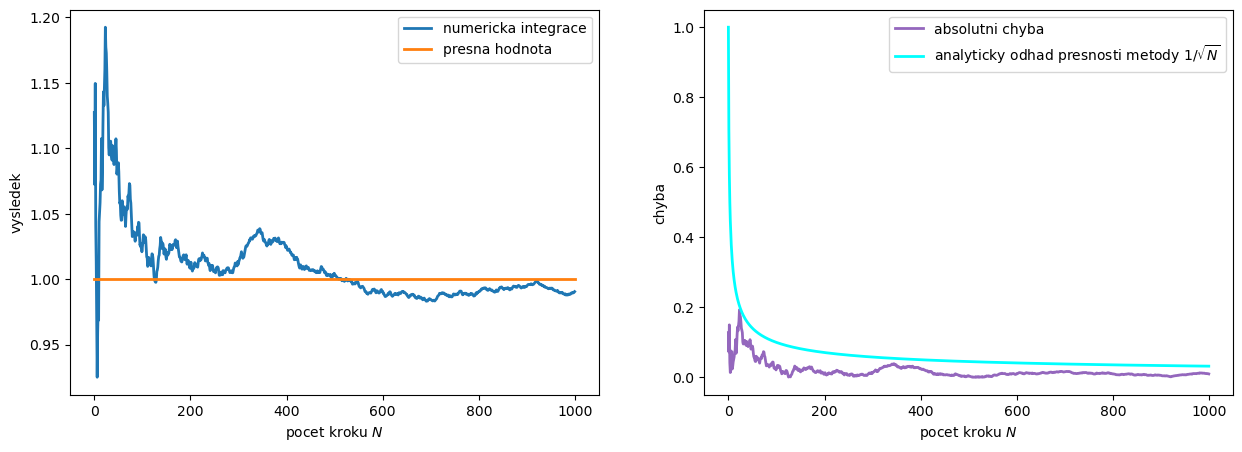 1.20
1.15
1.10
1.05
1.00
0.95
vysledek
0 200 400 600 800 1000
pocet kroku N
numericka integrace
presna hodnota
1.0
0.8
0.6
0.4
0.2
0.0
chyba
0 200 400 600 800 1000
pocet kroku N
absolutni chyba
analyticky odhad presnosti metody 1/√N